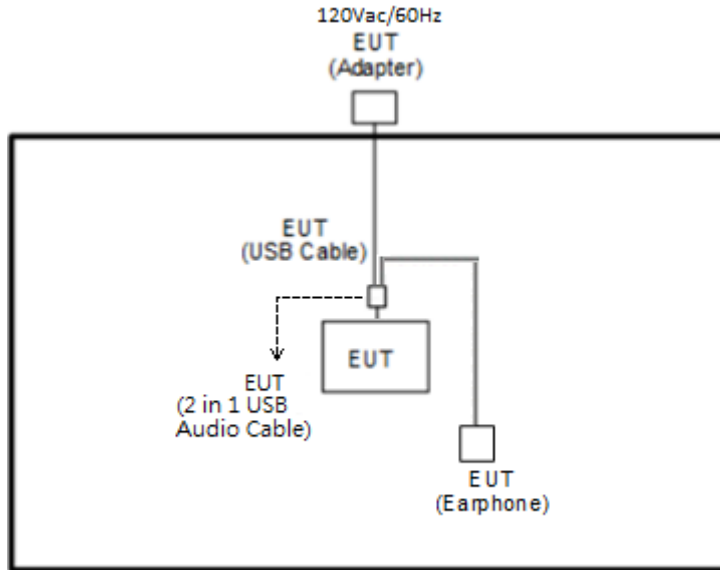 120Vac/60Hz
EUT
(Adapter)
EUT
(USB Cable)
EUT
EUT
(2 in 1 USB
Audio Cable)
EUT
(Earphone)